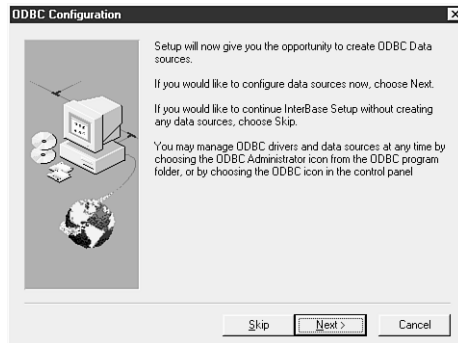 ODBC Configuration
Setup will now give you the opportunity to create ODBC Data
sources.
If you would like to configure data sources now, choose Next.
If you would like to continue InterBase Setup without creating
any data sources, choose Skip.
You may manage ODBC drivers and data sources at any time by
choosing the ODBC Administrator icon from the ODBC program
folder, or by choosing the ODBC icon in the control panel
Skip Next > Cancel